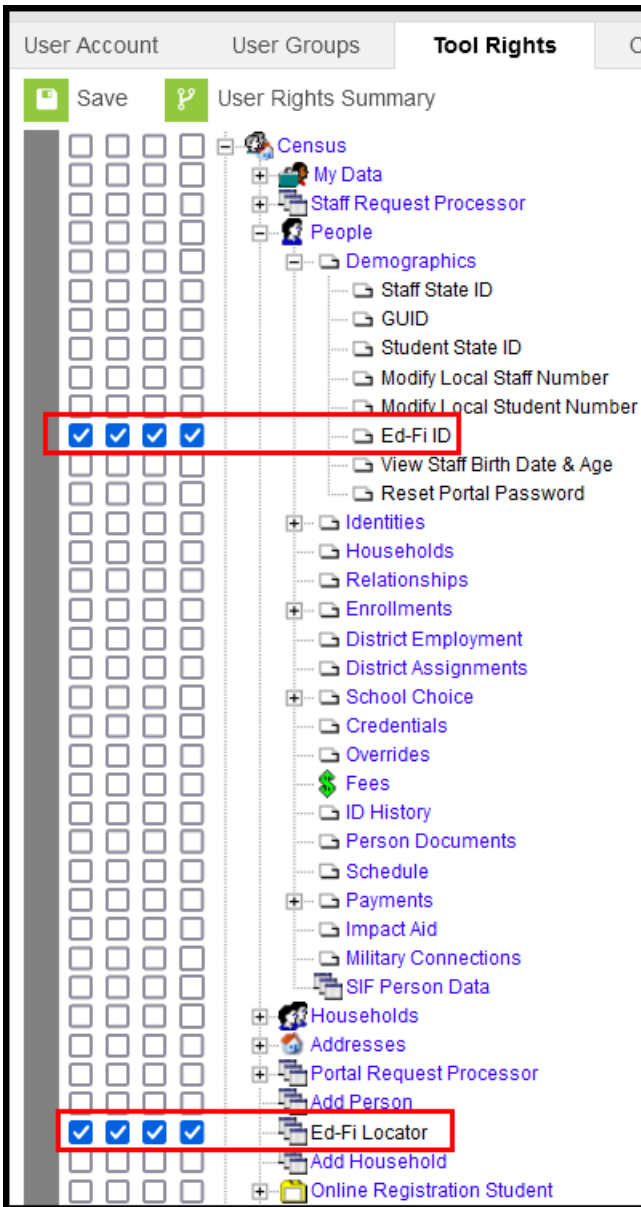 User Account User Groups Tool Rights
Save User Rights Summary
Census
My Data
Staff Request Processor
People
Demographics
Staff State ID
GUID
Student State ID
Modify Local Staff Number
Modify Local Student Number
Ed-Fi ID
View Staff Birth Date & Age
Reset Portal Password
Identities
Households
Relationships
Enrollments
District Employment
District Assignments
School Choice
Credentials
Overrides
Fees
ID History
Person Documents
Schedule
Payments
Impact Aid
Military Connections
SIF Person Data
Households
Addresses
Portal Request Processor
Add Person
Ed-Fi Locator
Add Household
Online Registration Student